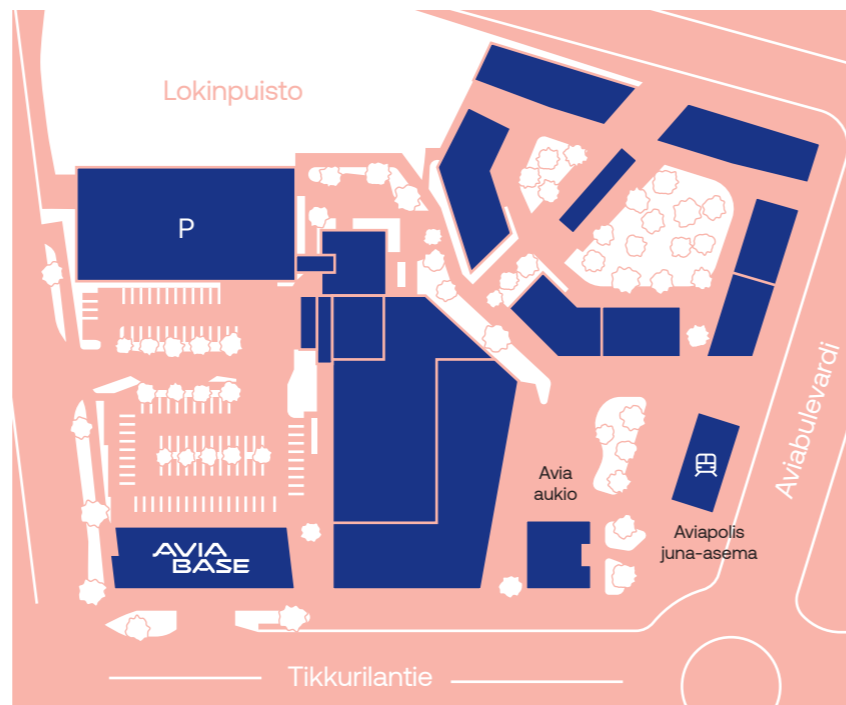 Lokinpuisto
P
Aviabulevardi
Avia
aukio
Aviapolis
juna-asema
AVIA
BASE
Tikkurilantie